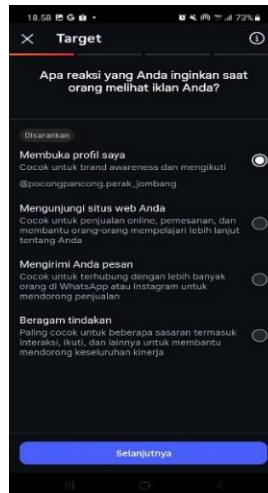 18.58
73%
Target
Apa reaksi yang Anda inginkan saat
orang melihat iklan Anda?
Disarankan
Membuka profil saya
Cocok untuk brand awareness dan mengikuti
@pocongpancong.perak_jombang
Mengunjungi situs web Anda
Cocok untuk penjualan online, pemesanan, dan
membantu orang-orang mempelajari lebih lanjut
tentang Anda
Mengirimi Anda pesan
Cocok untuk terhubung dengan lebih banyak
orang di WhatsApp atau Instagram untuk
mendorong penjualan
Beragam tindakan
Paling cocok untuk beberapa sasaran termasuk
interaksi, ikuti, dan lainnya untuk membantu
mendorong keseluruhan kinerja
Selanjutnya